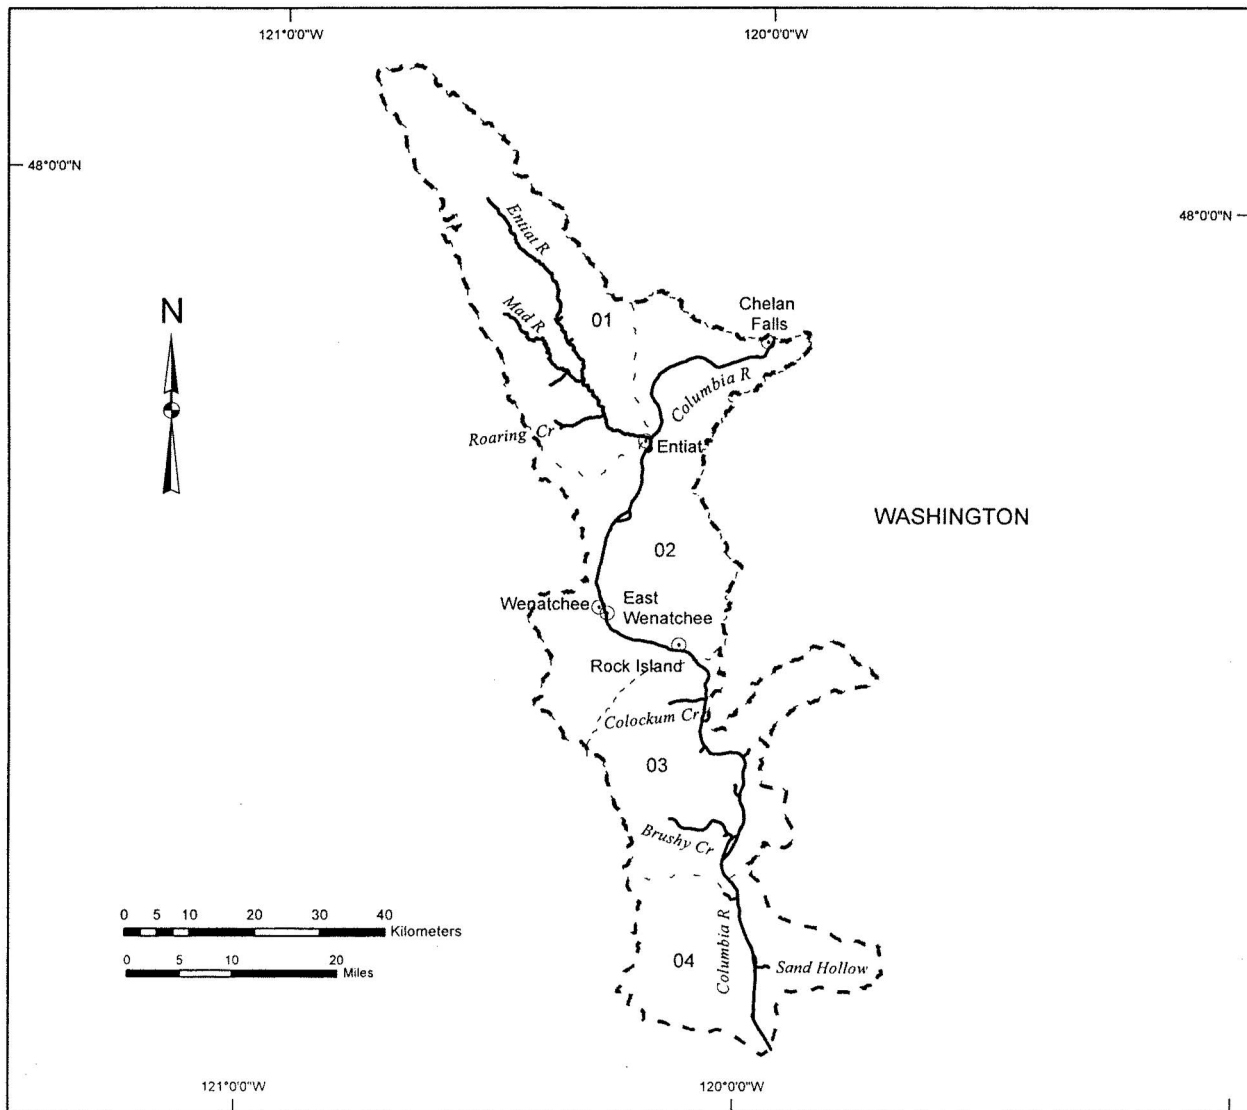 121°0'0"W
120°0'0"W
48°0'0"N
48°0'0"N
Entiat R
N
Mad R
01
Chelan
Falls
Columbia R
Roaring Cr
Entiat
WASHINGTON
02
Wenatchee
East
Wenatchee
Rock Island
Colockum Cr
03
Brushy Cr
0 5 10 20 30 40
Kilometers
0 5 10 20
Miles
Columbia R
04
Sand Hollow
121°0'0"W
120°0'0"W